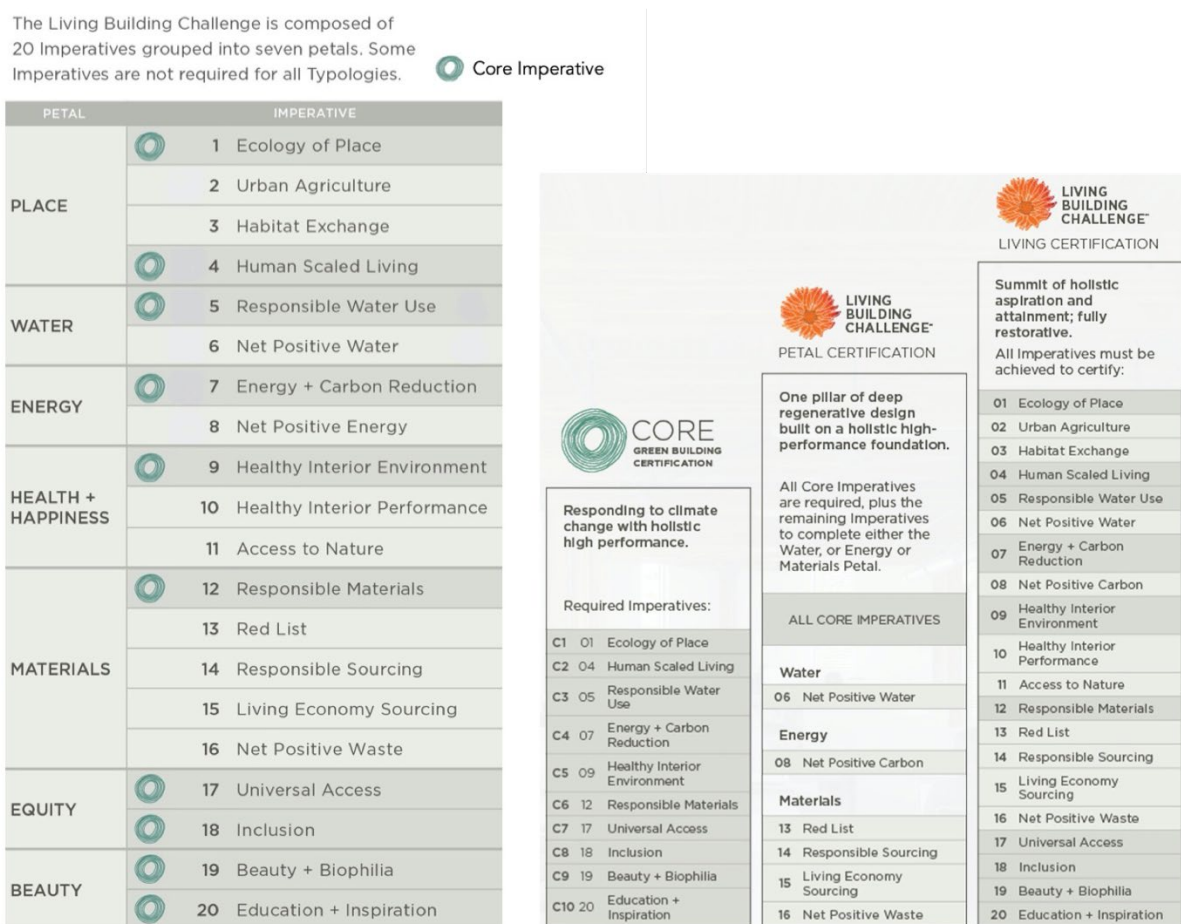 The Living Building Challenge is composed of
20 Imperatives grouped into seven petals. Some
Imperatives are not required for all Typologies.
Core Imperative
PETAL IMPERATIVE
PLACE
1 Ecology of Place
2 Urban Agriculture
3 Habitat Exchange
4 Human Scaled Living
WATER
5 Responsible Water Use
6 Net Positive Water
ENERGY
7 Energy + Carbon Reduction
8 Net Positive Energy
HEALTH +
HAPPINESS
9 Healthy Interior Environment
10 Healthy Interior Performance
11 Access to Nature
MATERIALS
12 Responsible Materials
13 Red List
14 Responsible Sourcing
15 Living Economy Sourcing
16 Net Positive Waste
EQUITY
17 Universal Access
18 Inclusion
BEAUTY
19 Beauty + Biophilia
20 Education + Inspiration
CORE
GREEN BUILDING
CERTIFICATION
Responding to climate
change with holistic
high performance.
Required Imperatives:
C1 01 Ecology of Place
C2 04 Human Scaled Living
C3 05 Responsible Water
Use
C4 07 Energy + Carbon
Reduction
C5 09 Healthy Interior
Environment
C6 12 Responsible Materials
C7 17 Universal Access
C8 18 Inclusion
C9 19 Beauty + Biophilia
C10 20 Education +
Inspiration
LIVING
BUILDING
CHALLENGE℠
PETAL CERTIFICATION
One pillar of deep
regenerative design
built on a holistic high-
performance foundation.
All Core Imperatives
are required, plus the
remaining Imperatives
to complete either the
Water, or Energy or
Materials Petal.
ALL CORE IMPERATIVES
Water
06 Net Positive Water
Energy
08 Net Positive Carbon
Materials
13 Red List
14 Responsible Sourcing
15 Living Economy
Sourcing
16 Net Positive Waste
LIVING
BUILDING
CHALLENGE℠
LIVING CERTIFICATION
Summit of holistic
aspiration and
attainment; fully
restorative.
All Imperatives must be
achieved to certify:
01 Ecology of Place
02 Urban Agriculture
03 Habitat Exchange
04 Human Scaled Living
05 Responsible Water Use
06 Net Positive Water
07 Energy + Carbon
Reduction
08 Net Positive Carbon
09 Healthy Interior
Environment
10 Healthy Interior
Performance
11 Access to Nature
12 Responsible Materials
13 Red List
14 Responsible Sourcing
15 Living Economy
Sourcing
16 Net Positive Waste
17 Universal Access
18 Inclusion
19 Beauty + Biophilia
20 Education + Inspiration